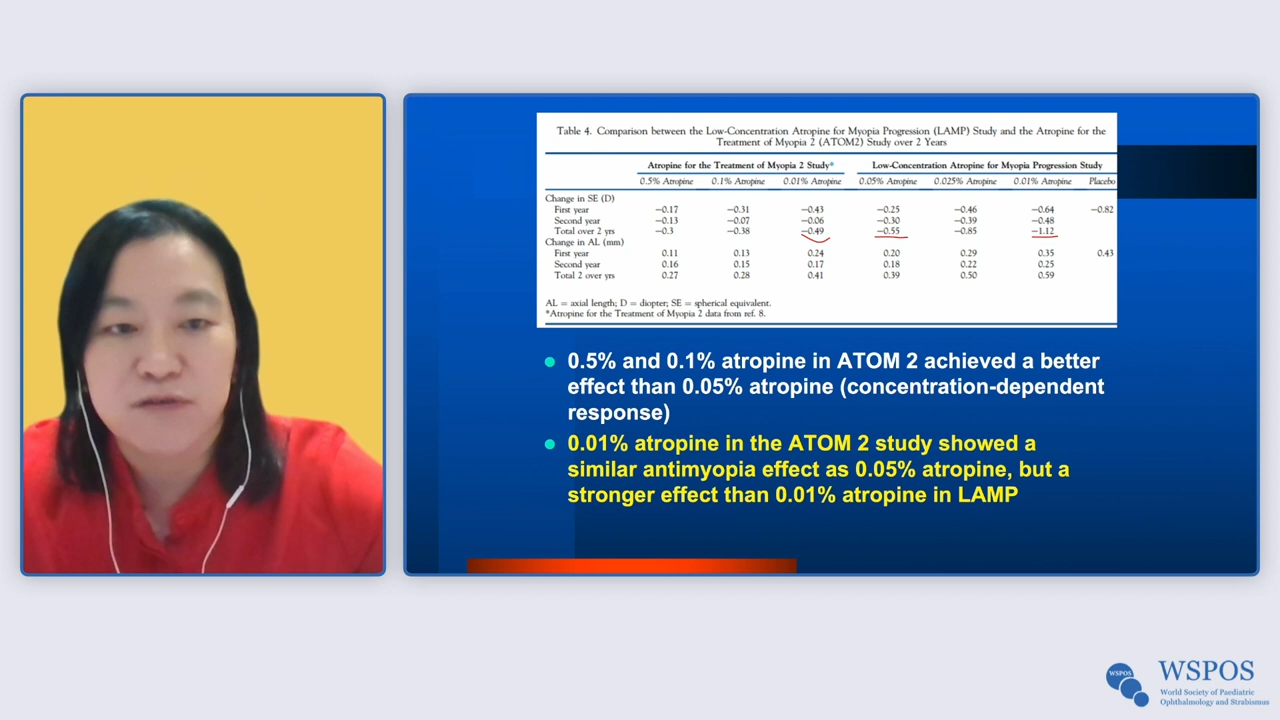 Table 4. Comparison between the Low-Concentration Atropine for Myopia Progression (LAMP) Study and the Atropine for the
Treatment of Myopia 2 (ATOM2) Study over 2 Years
Atropine for the Treatment of Myopia 2 Study* Low-Concentration Atropine for Myopia Progression Study
0.5% Atropine 0.1% Atropine 0.01% Atropine 0.05% Atropine 0.025% Atropine 0.01% Atropine Placebo
Change in SE (D)
First year −0.17 −0.31 −0.43 −0.25 −0.46 −0.64 −0.82
Second year −0.13 −0.07 −0.06 −0.30 −0.39 −0.48
Total over 2 yrs −0.3 −0.38 −0.49 −0.55 −0.85 −1.12
Change in AL (mm)
First year 0.11 0.13 0.24 0.20 0.29 0.35 0.43
Second year 0.16 0.15 0.17 0.18 0.22 0.25
Total 2 over yrs 0.27 0.28 0.41 0.39 0.50 0.59
AL = axial length; D = diopter; SE = spherical equivalent.
*Atropine for the Treatment of Myopia 2 data from ref. 8.
0.5% and 0.1% atropine in ATOM 2 achieved a better
effect than 0.05% atropine (concentration-dependent
response)
0.01% atropine in the ATOM 2 study showed a
similar antimyopia effect as 0.05% atropine, but a
stronger effect than 0.01% atropine in LAMP
WSPOS
WSPOS
World Society of Paediatric
Ophthalmology and Strabismus